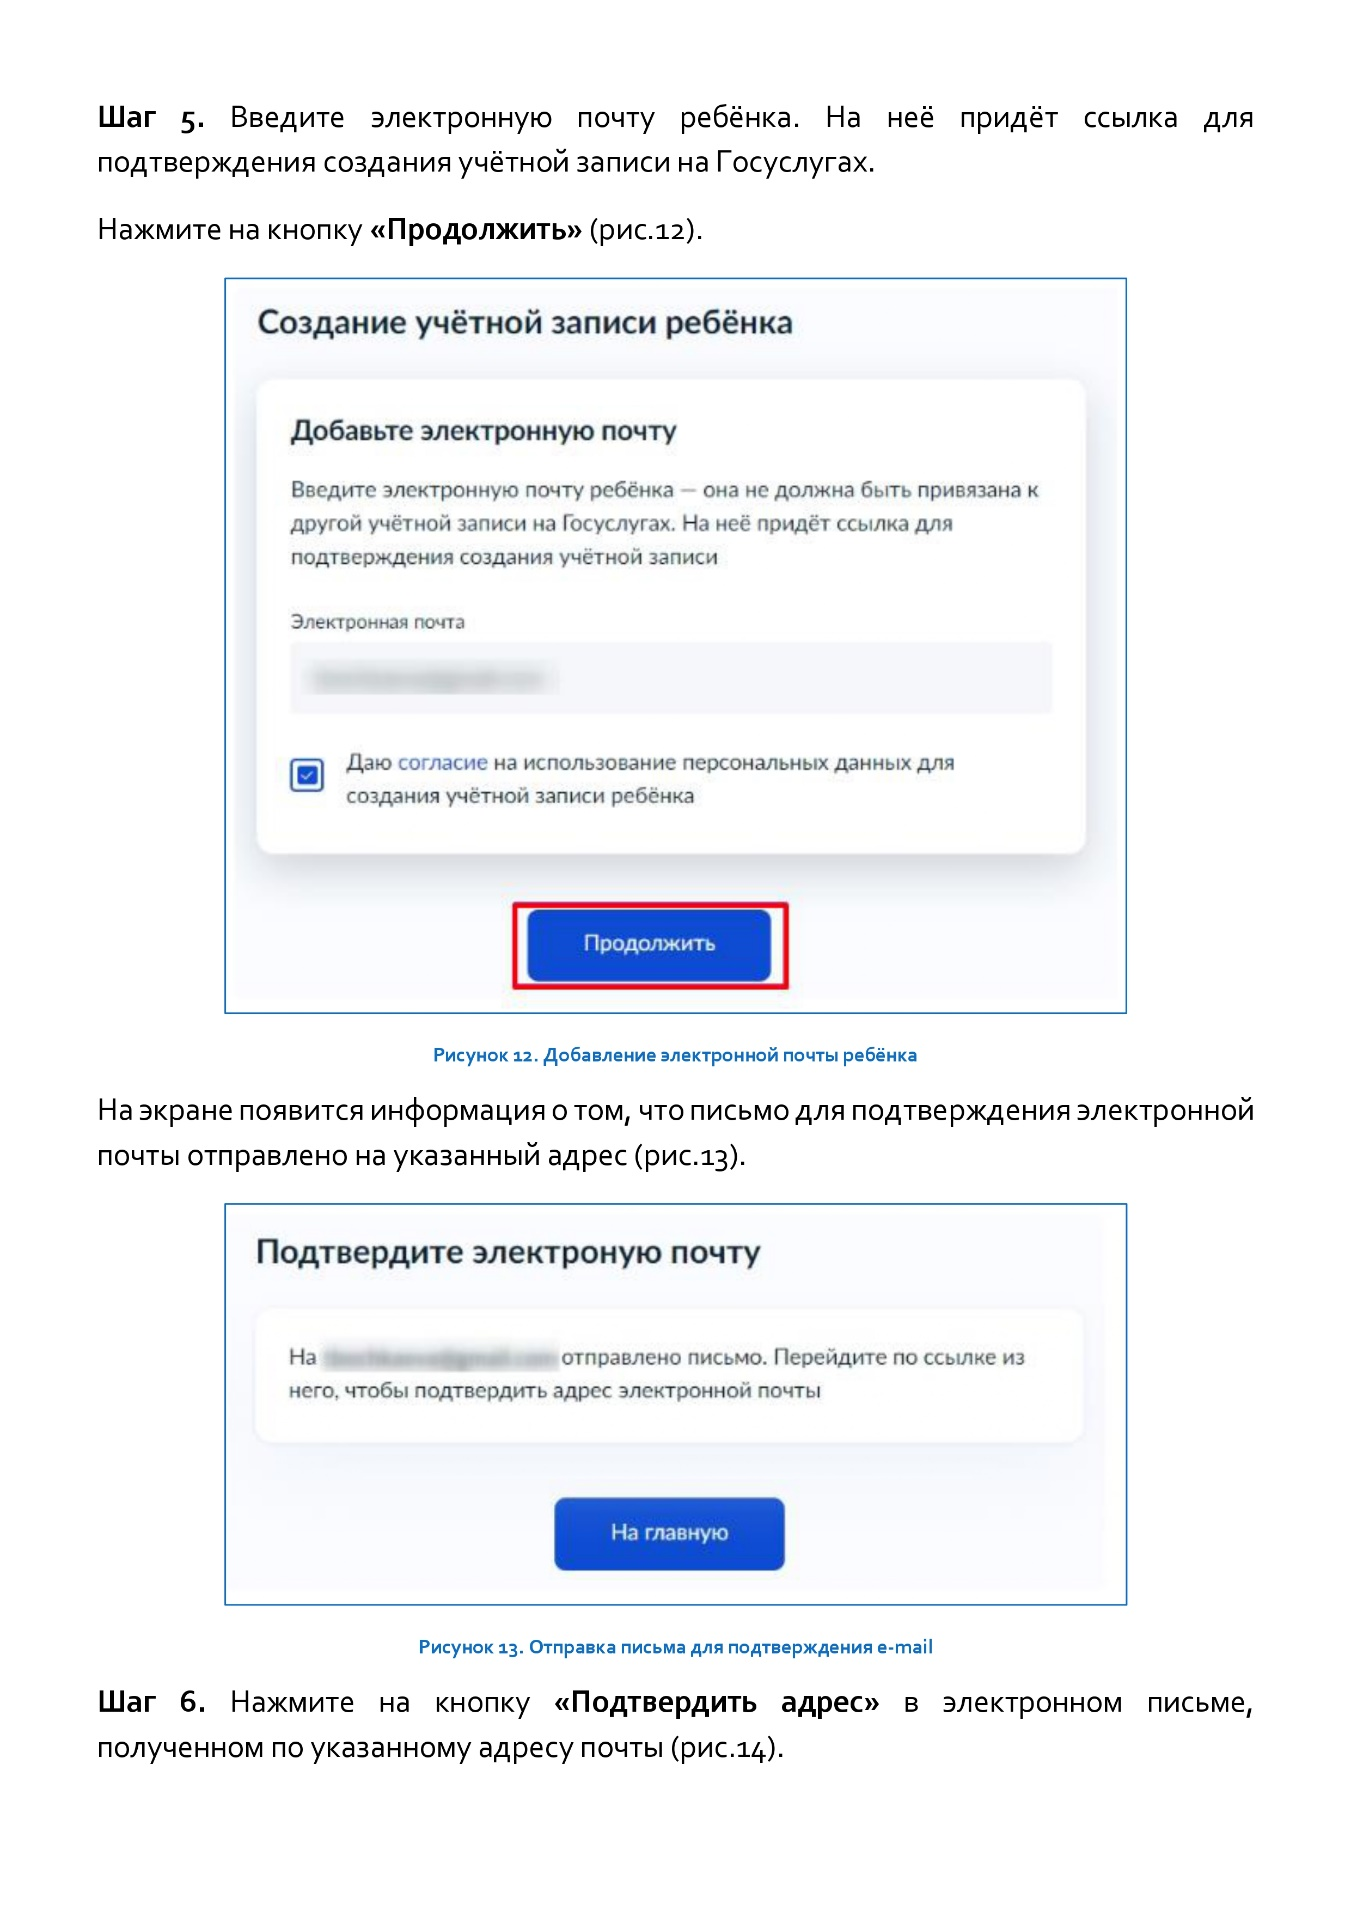 Шаг 5. Введите электронную почту ребёнка. На неё придёт ссылка для
подтверждения создания учётной записи на Госуслугах.
Нажмите на кнопку «Продолжить» (рис.12).
Создание учётной записи ребёнка
Добавьте электронную почту
Введите электронную почту ребёнка — она не должна быть привязана к
другой учётной записи на Госуслугах. На неё придёт ссылка для
подтверждения создания учётной записи
Электронная почта
Даю согласие на использование персональных данных для
создания учётной записи ребёнка
Продолжить
Рисунок 12. Добавление электронной почты ребёнка
На экране появится информация о том, что письмо для подтверждения электронной
почты отправлено на указанный адрес (рис.13).
Подтвердите электроную почту
На отправлено письмо. Перейдите по ссылке из
него, чтобы подтвердить адрес электронной почты
На главную
Рисунок 13. Отправка письма для подтверждения e-mail
Шаг 6. Нажмите на кнопку «Подтвердить адрес» в электронном письме,
полученном по указанному адресу почты (рис.14).